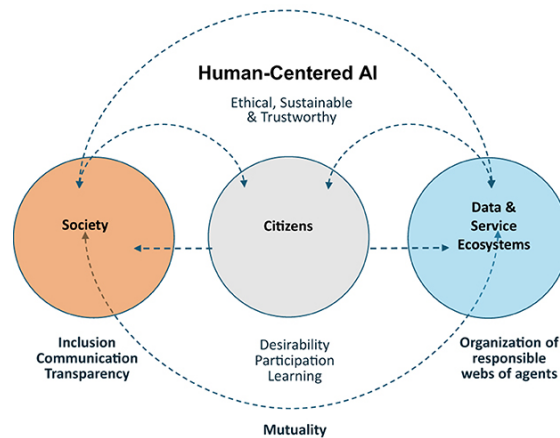 Human-Centered AI
Ethical, Sustainable
& Trustworthy
Society
Citizens
Data &
Service
Ecosystems
Inclusion
Communication
Transparency
Desirability
Participation
Learning
Organization of
responsible
webs of agents
Mutuality